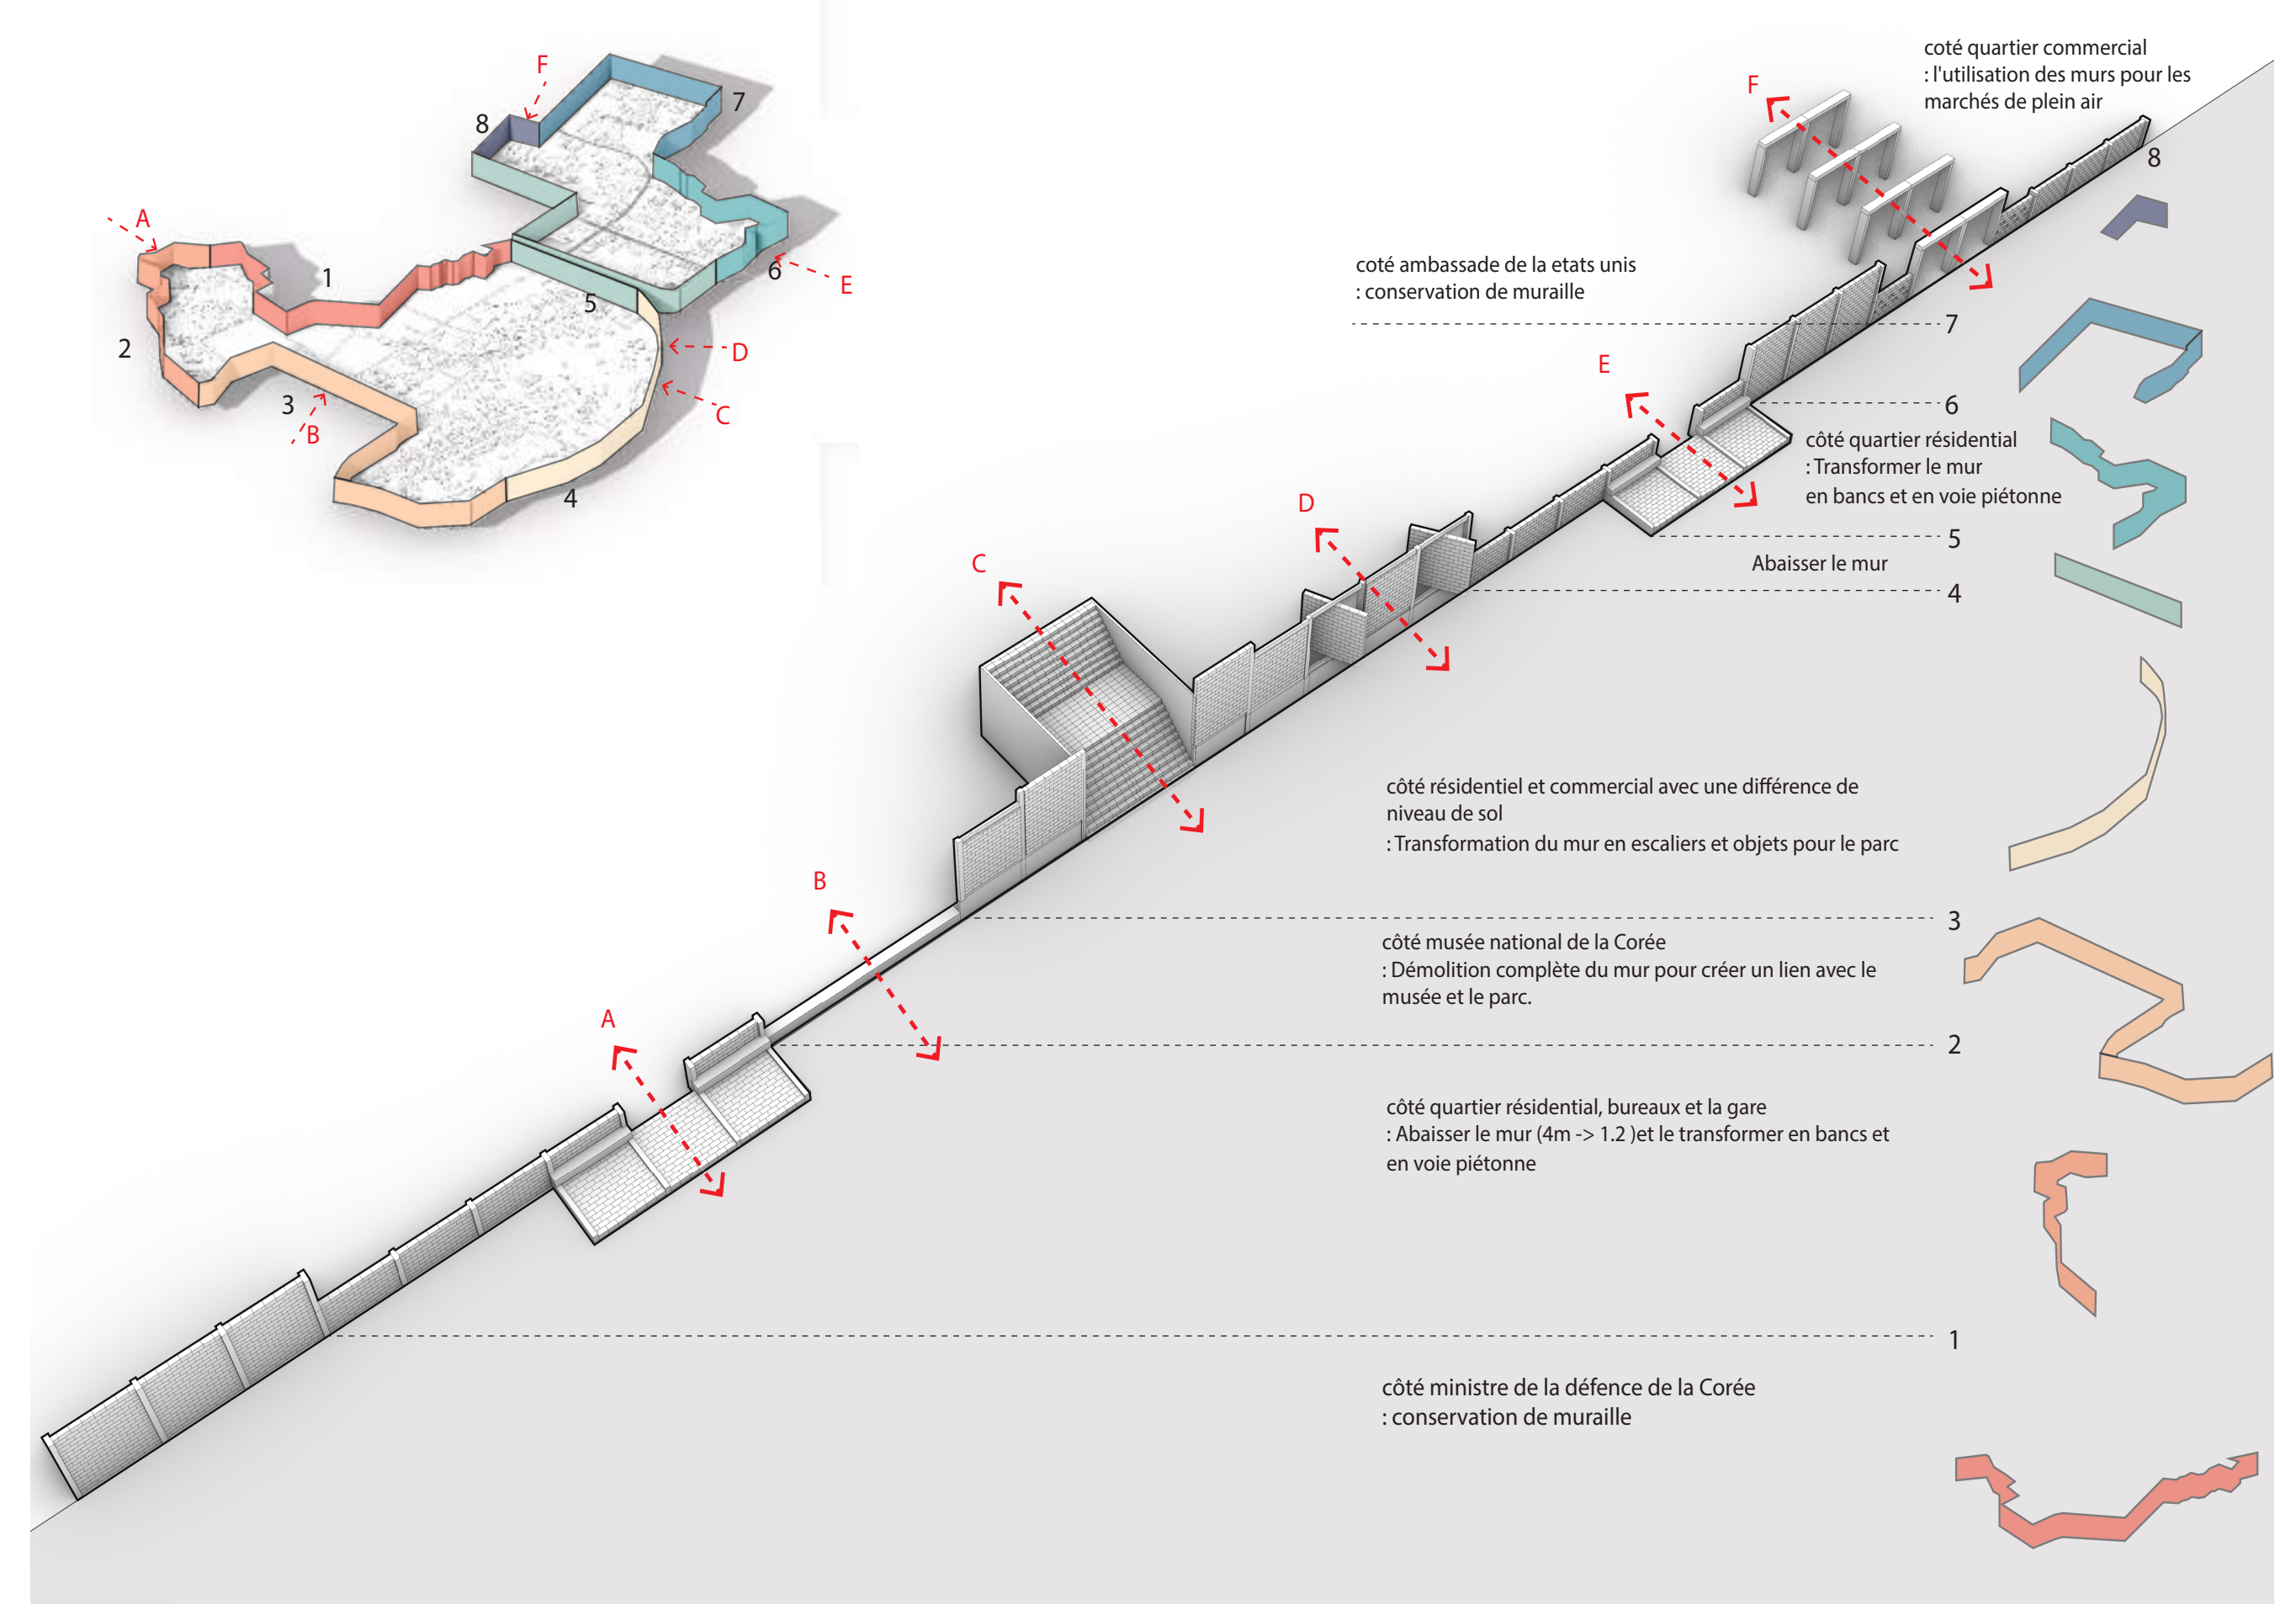 F
7
8
A
1
6
E
5
2
D
3
C
B
4
coté quartier commercial
: l'utilisation des murs pour les
marchés de plein air
F
8
coté ambassade de la etats unis
: conservation de muraille
7
E
6
côté quartier résidential
: Transformer le mur
en bancs et en voie piétonne
D
5
Abaisser le mur
4
C
côté résidentiel et commercial avec une différence de
niveau de sol
: Transformation du mur en escaliers et objets pour le parc
B
3
côté musée national de la Corée
: Démolition complète du mur pour créer un lien avec le
musée et le parc.
A
2
côté quartier résidential, bureaux et la gare
: Abaisser le mur (4m -> 1.2 )et le transformer en bancs et
en voie piétonne
1
côté ministre de la défence de la Corée
: conservation de muraille